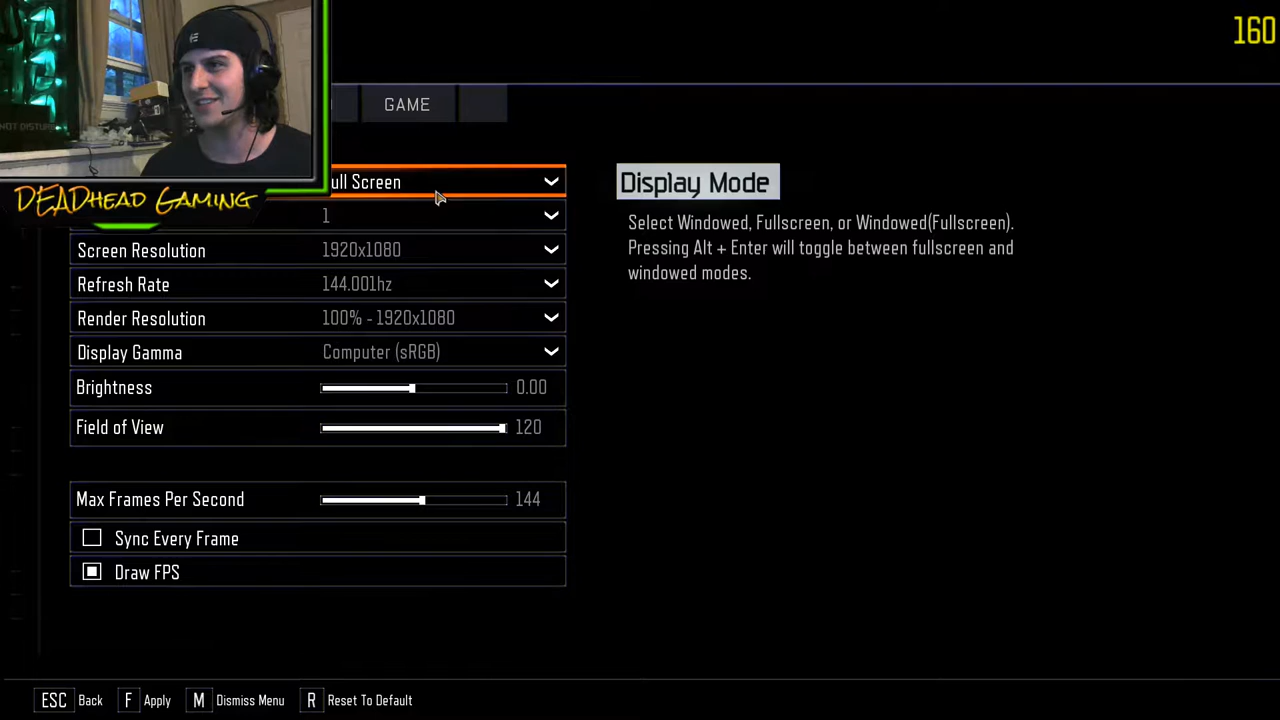 160
NOT DISTURB
GAME
DEADhead Gaming
ull Screen
1
Screen Resolution 1920x1080
Refresh Rate 144.001hz
Render Resolution 100% - 1920x1080
Display Gamma Computer (sRGB)
Brightness 0.00
Field of View 120
Max Frames Per Second 144
Sync Every Frame
Draw FPS
Display Mode
Select Windowed, Fullscreen, or Windowed(Fullscreen).
Pressing Alt + Enter will toggle between fullscreen and
windowed modes.
ESC Back F Apply M Dismiss Menu R Reset To Default